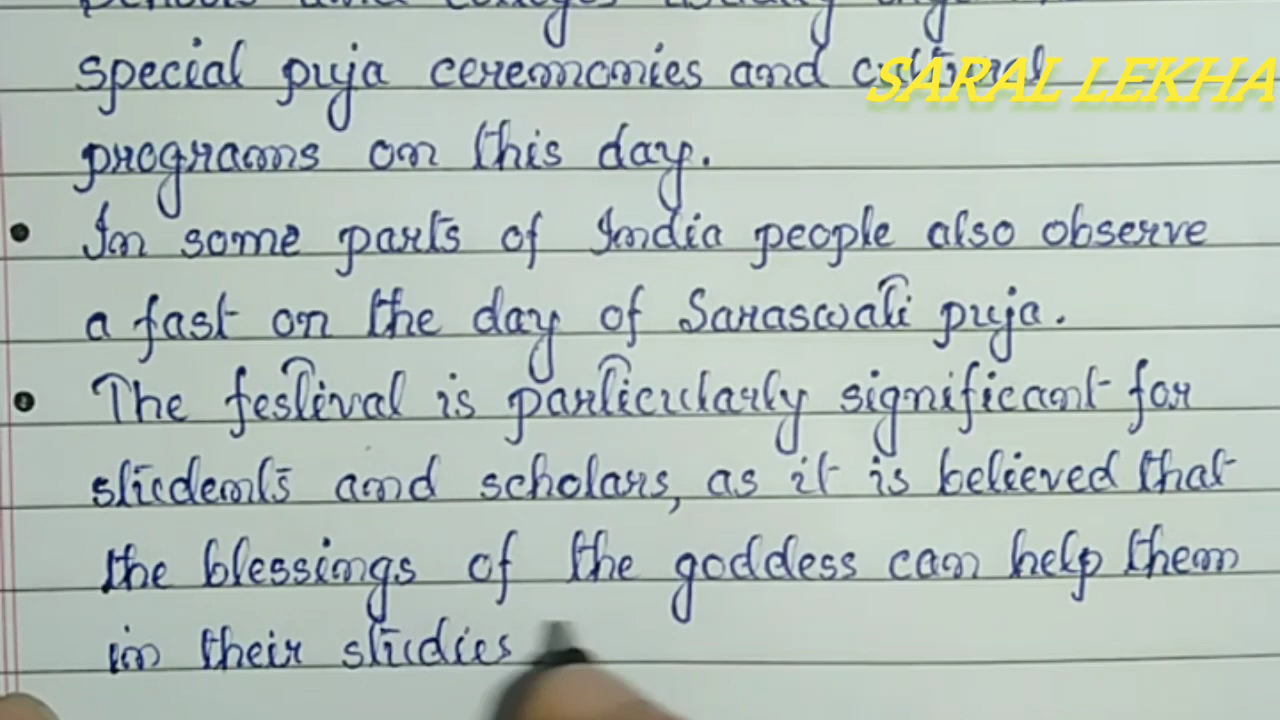 special puja ceremonies and cultural
SARAL LEKHA
programs on this day.
• In some parts of India people also observe
a fast on the day of Saraswati puja.
• The festival is particularly significant for
students and scholars, as it is believed that
the blessings of the goddess can help them
in their studies